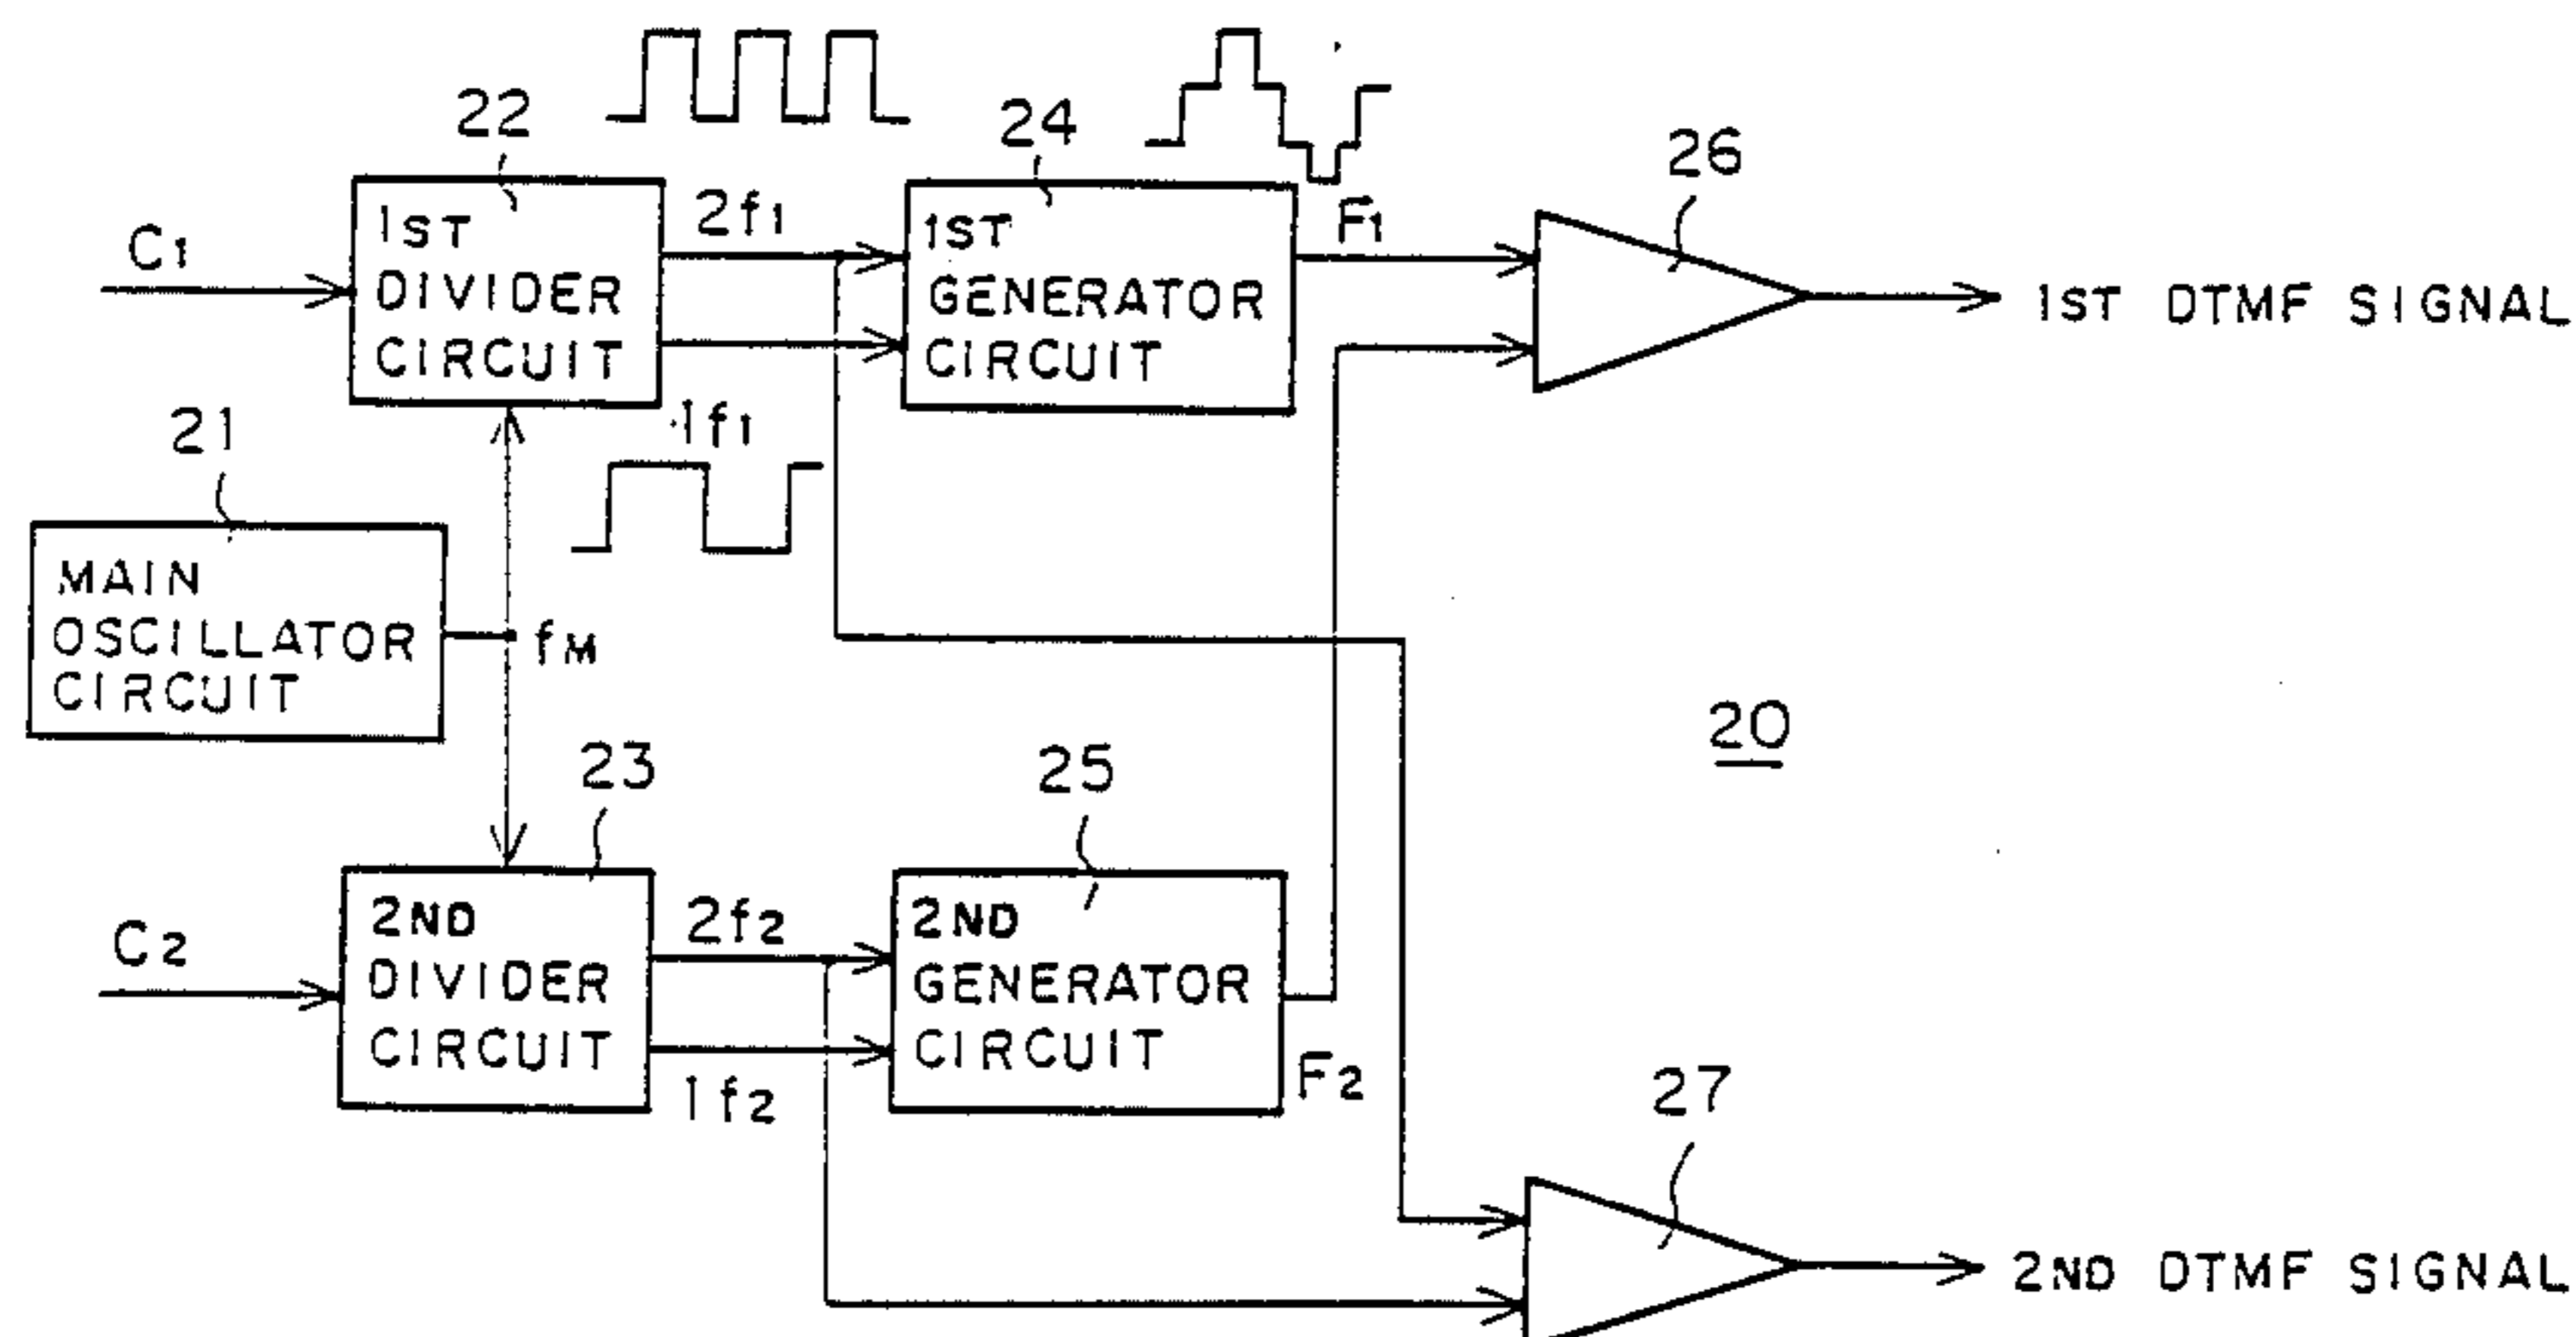 22
24
26
C1
1ST
DIVIDER
CIRCUIT
2f1
1ST
GENERATOR
CIRCUIT
F1
1ST DTMF SIGNAL
1f1
21
MAIN
OSCILLATOR
CIRCUIT
fM
20
23
25
C2
2ND
DIVIDER
CIRCUIT
2f2
1f2
2ND
GENERATOR
CIRCUIT
F2
27
2ND DTMF SIGNAL